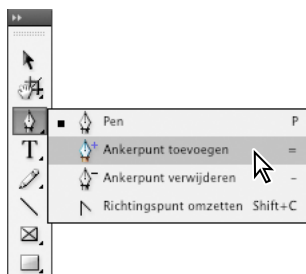 Pen P
Ankerpunt toevoegen =
Ankerpunt verwijderen -
Richtingspunt omzetten Shift+C